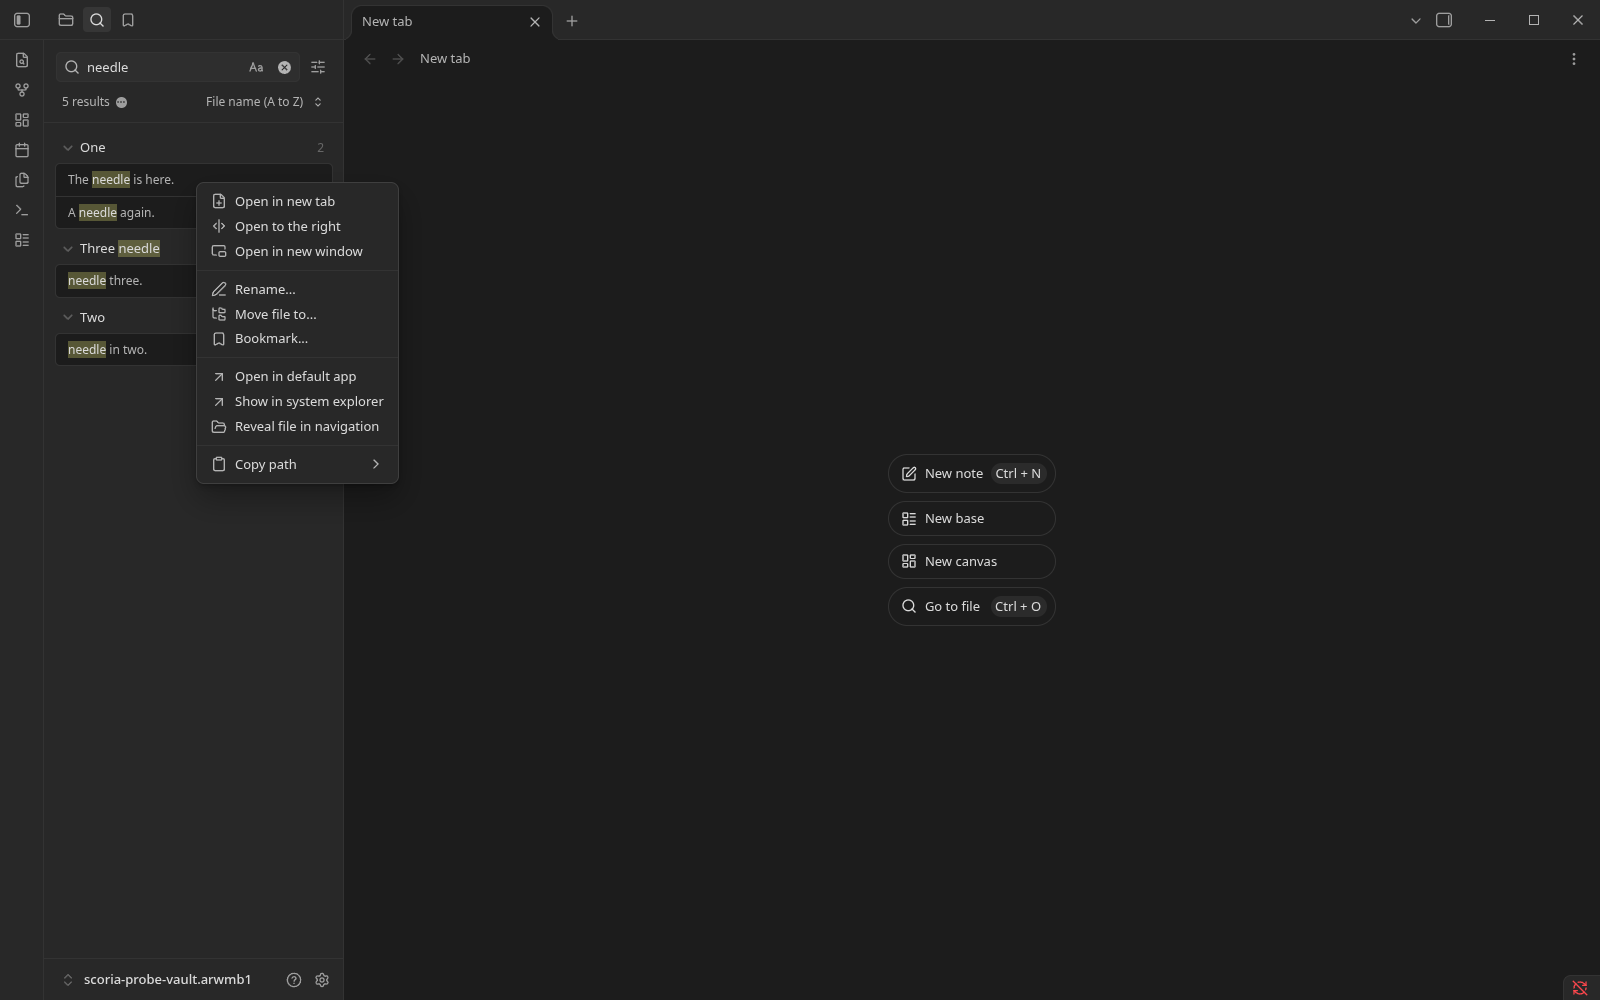 New tab
needle
Aa
5 results
File name (A to Z)
New tab
One
2
The needle is here.
A needle again.
Three needle
needle three.
Two
needle in two.
Open in new tab
Open to the right
Open in new window
Rename...
Move file to...
Bookmark...
Open in default app
Show in system explorer
Reveal file in navigation
Copy path
New note Ctrl + N
New base
New canvas
Go to file Ctrl + O
scoria-probe-vault.arwmb1